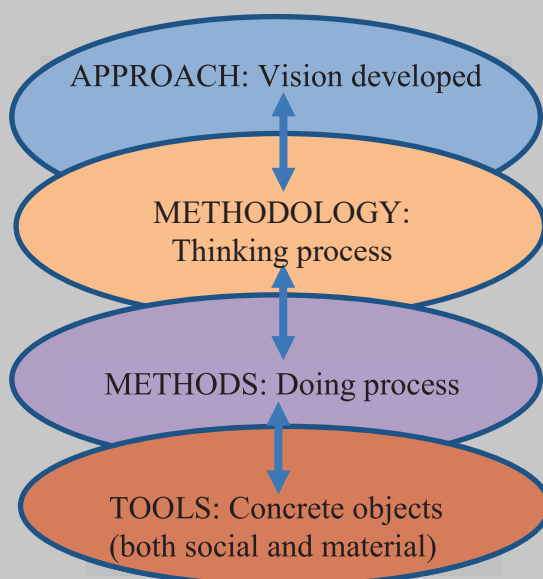 APPROACH: Vision developed
METHODOLOGY:
Thinking process
METHODS: Doing process
TOOLS: Concrete objects
(both social and material)